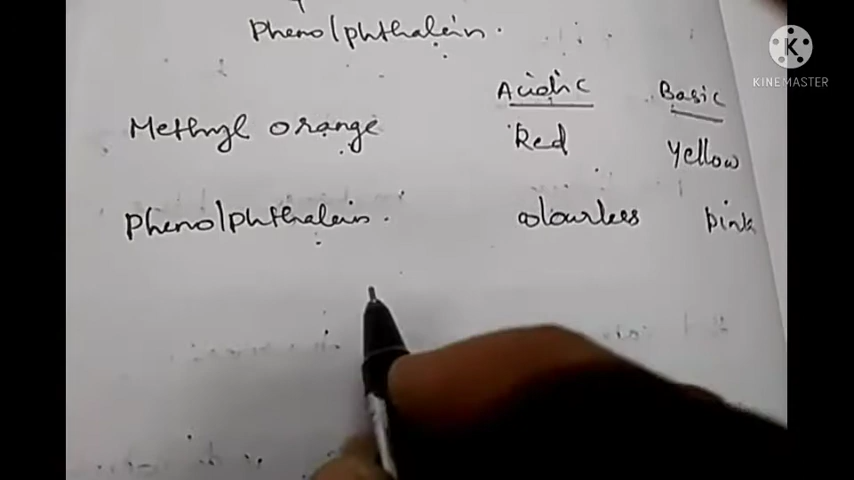 Phenolphthalein.
Acidic Basic
Methyl orange Red Yellow
Phenolphthalein. colourless pink
KINEMASTER